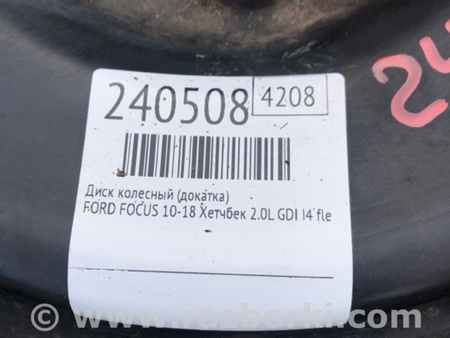 240508 4208
Диск колесный (докатка)
FORD FOCUS 10-18 Хетчбек 2.0L GDI I4 fle
24
© www.razborki.com